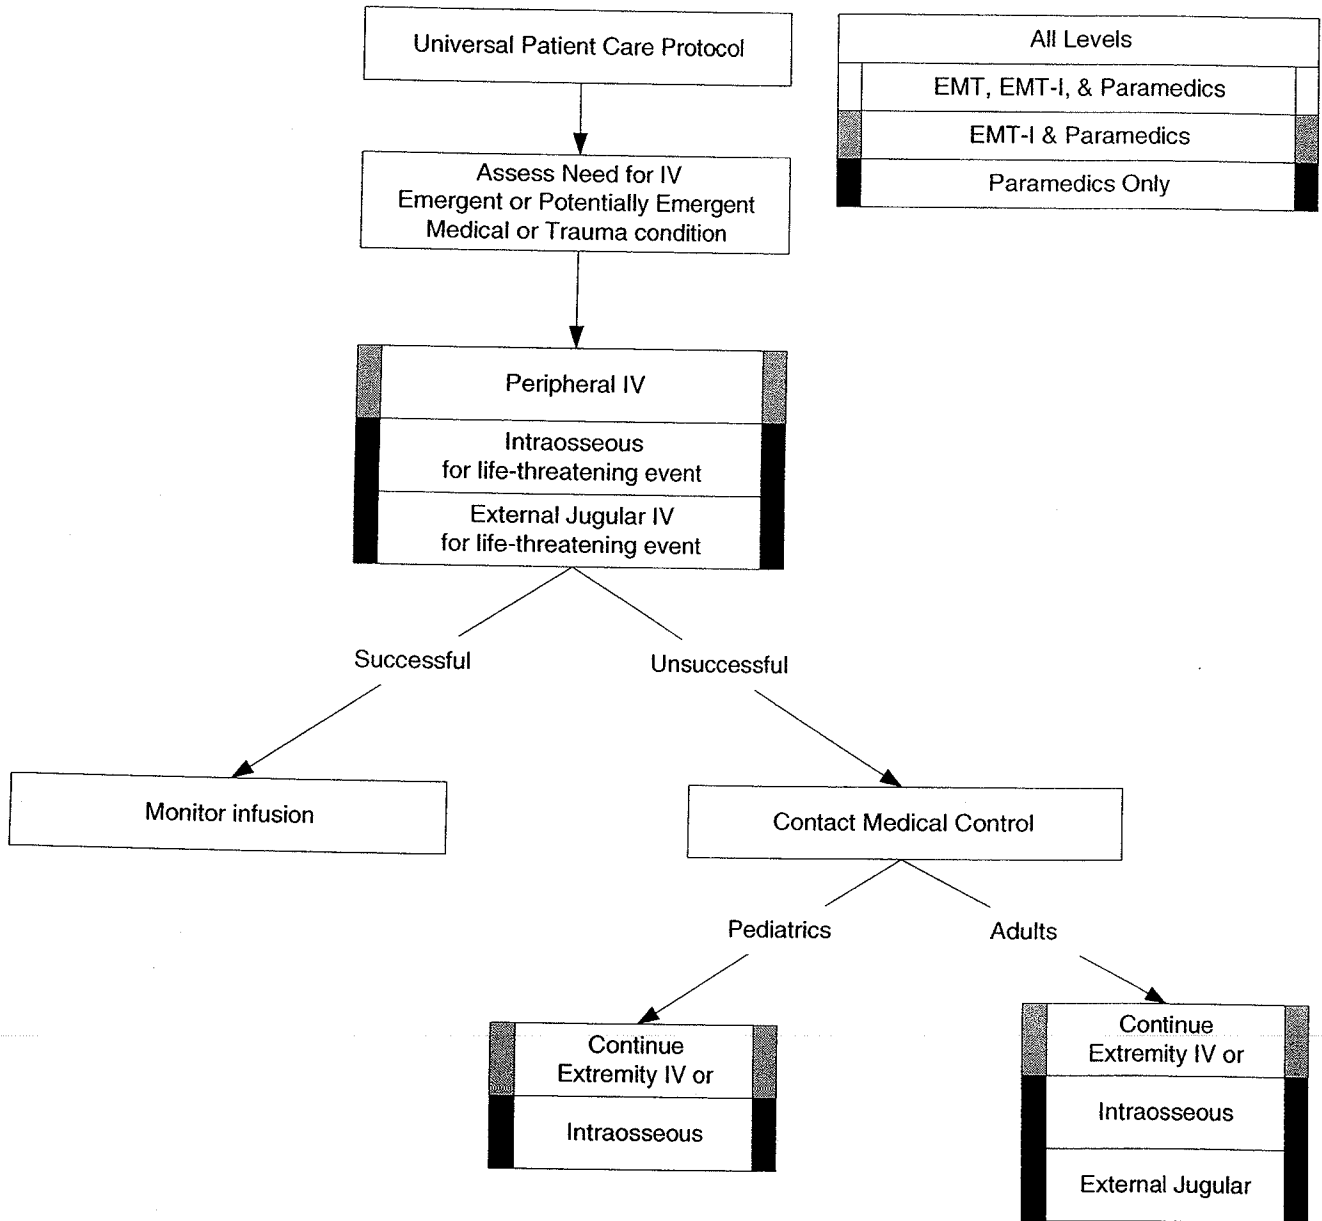 Universal Patient Care Protocol
All Levels
EMT, EMT-I, & Paramedics
EMT-I & Paramedics
Paramedics Only
Assess Need for IV
Emergent or Potentially Emergent
Medical or Trauma condition
Peripheral IV
Intraosseous
for life-threatening event
External Jugular IV
for life-threatening event
Successful
Unsuccessful
Monitor infusion
Contact Medical Control
Pediatrics
Adults
Continue
Extremity IV or
Intraosseous
Continue
Extremity IV or
Intraosseous
External Jugular